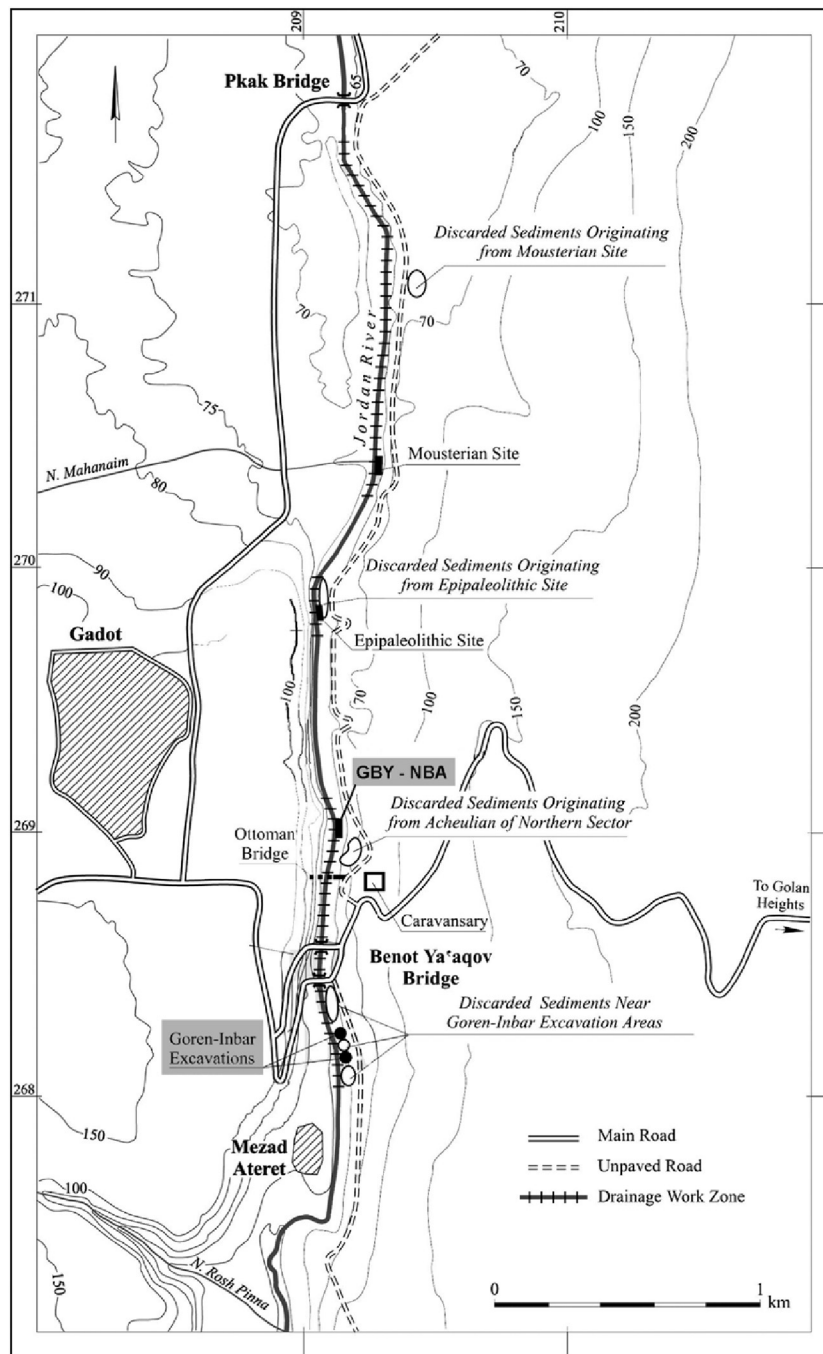 209
210
Pkak Bridge
65
70
100
150
200
Discarded Sediments Originating
from Mousterian Site
271
70
70
Jordan River
75
Mousterian Site
N. Mahanaim
80
270
90
Discarded Sediments Originating
from Epipaleolithic Site
100
Gadot
Epipaleolithic Site
100
70
100
150
200
GBY - NBA
269
Discarded Sediments Originating
from Acheulian of Northern Sector
Ottoman
Bridge
To Golan
Heights
Caravansary
Benot Yaʿaqov
Bridge
Discarded Sediments Near
Goren-Inbar Excavation Areas
Goren-Inbar
Excavations
268
150
Mezad
Ateret
Main Road
Unpaved Road
Drainage Work Zone
100
N. Rosh Pinna
150
0
1
km